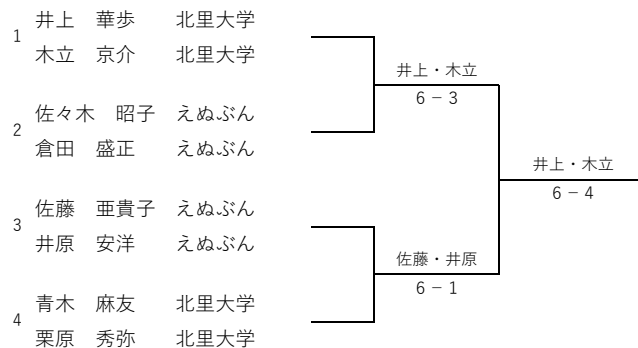 1
井上　華歩　北里大学
木立　京介　北里大学
井上・木立
6 − 3
2
佐々木　昭子　えぬぶん
倉田　盛正　えぬぶん
井上・木立
6 − 4
3
佐藤　亜貴子　えぬぶん
井原　安洋　えぬぶん
佐藤・井原
6 − 1
4
青木　麻友　北里大学
栗原　秀弥　北里大学